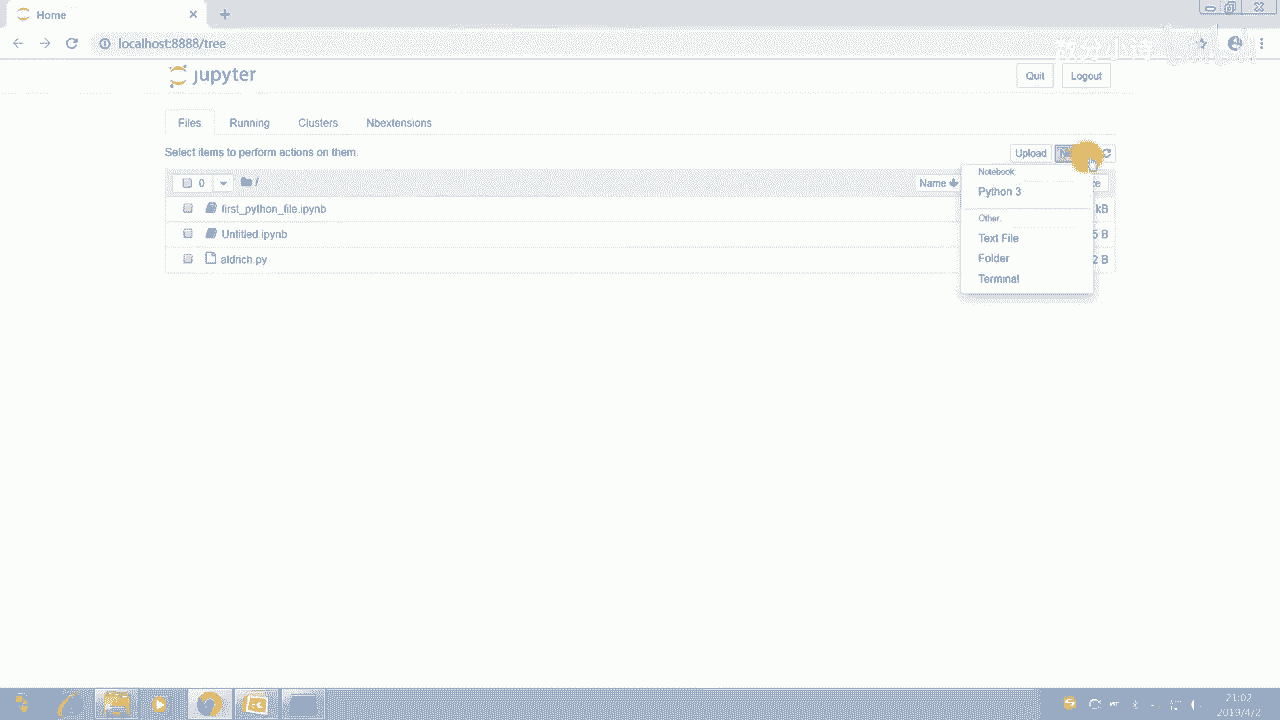 Home
localhost:8888/tree
jupyter
Quit
Logout
Files
Running
Clusters
Nbextensions
Select items to perform actions on them.
Upload
0
/
Name
Notebook:
Python 3
Other:
Text File
Folder
Terminal
first_python_file.ipynb
kB
Untitled.ipynb
5 B
aldrich.py
2 B
21:02
2019/4/2